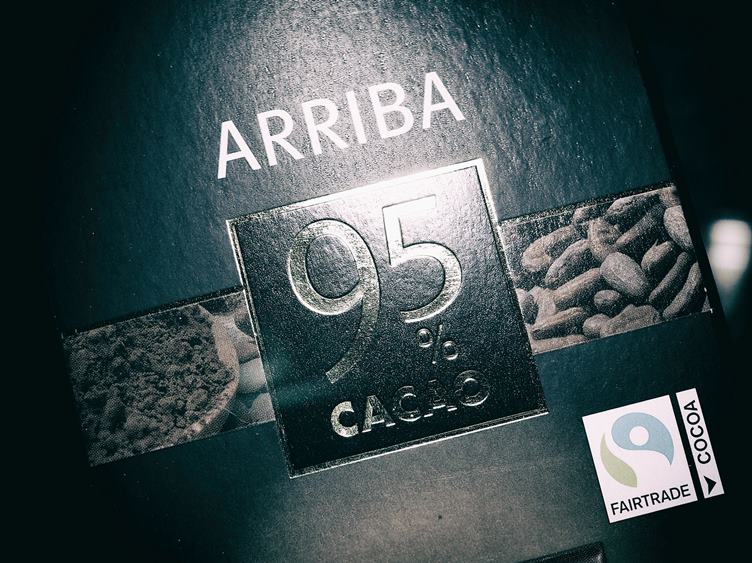 ARRIBA
95
%
CACAO
FAIRTRADE
COCOA